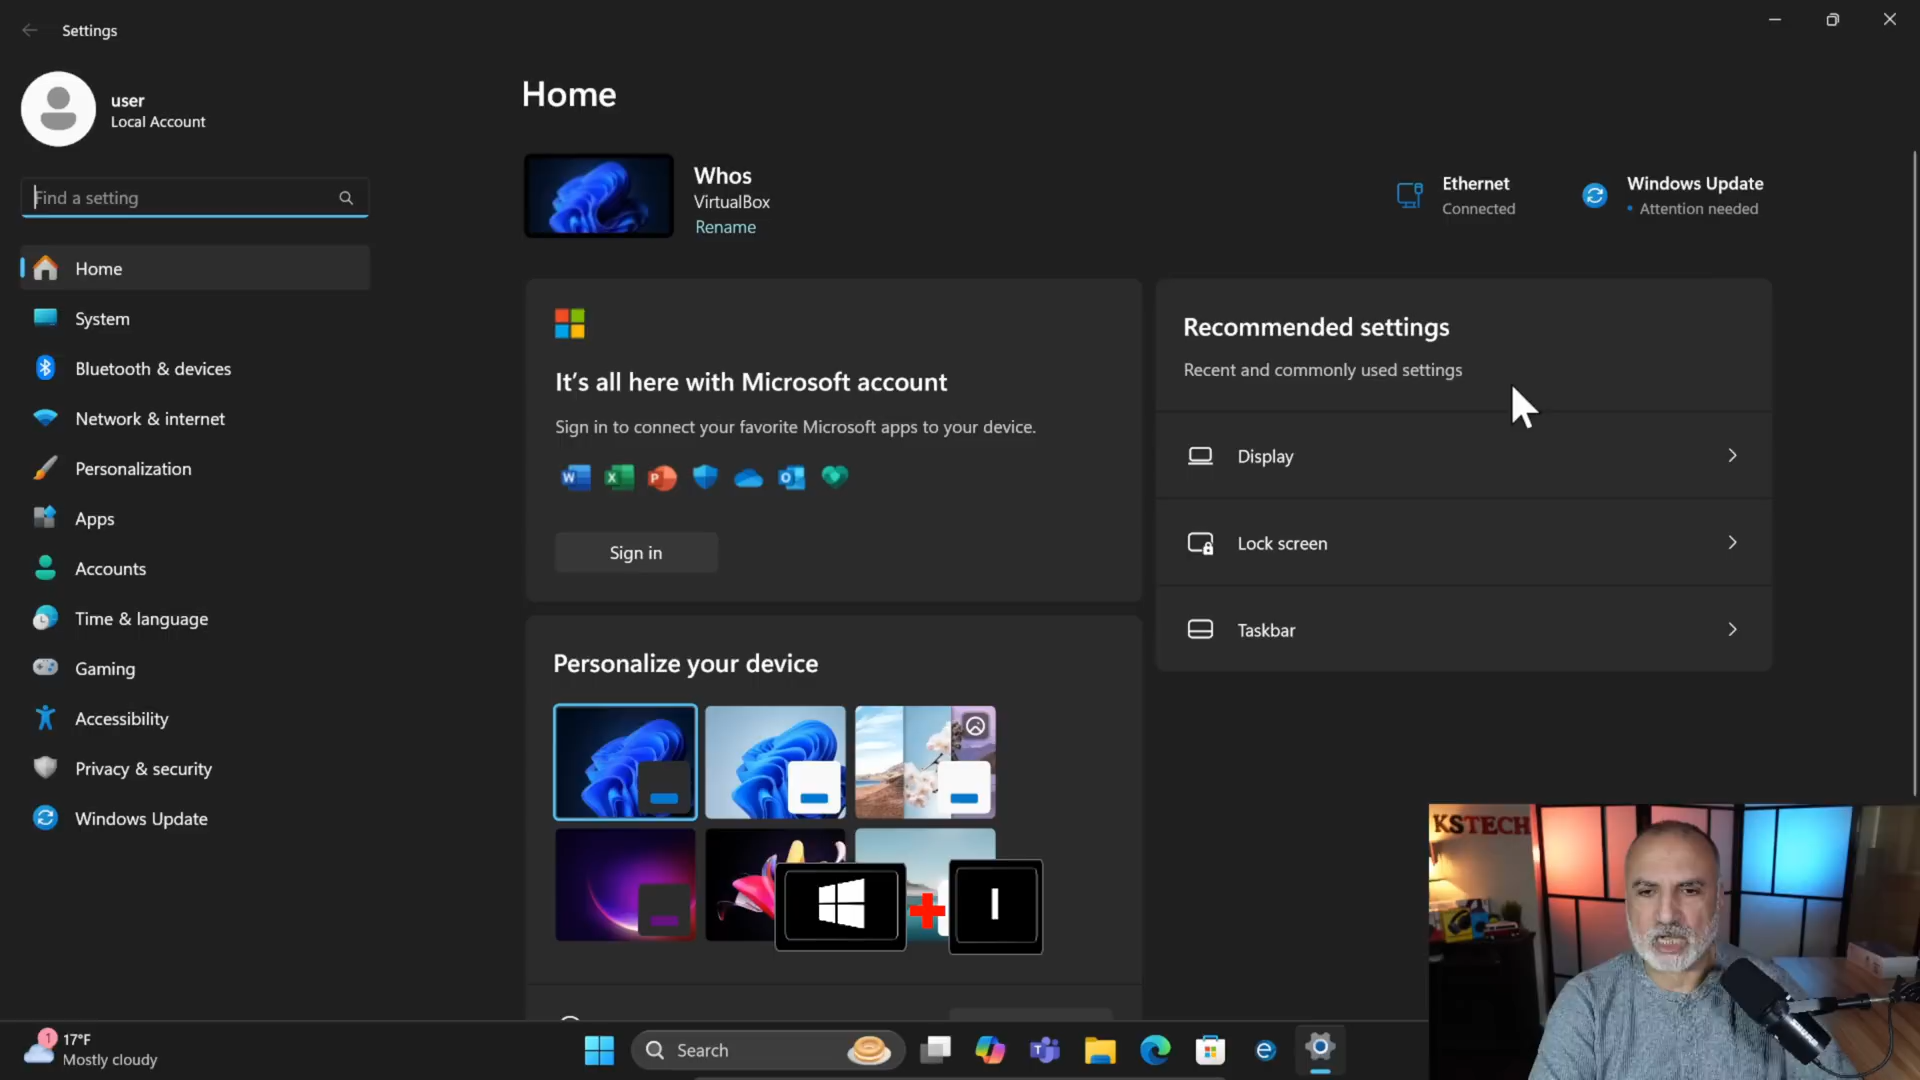 Settings
user
Local Account
Find a setting
Home
System
Bluetooth & devices
Network & internet
Personalization
Apps
Accounts
Time & language
Gaming
Accessibility
Privacy & security
Windows Update
Home
Whos
VirtualBox
Rename
Ethernet
Connected
Windows Update
• Attention needed
It's all here with Microsoft account
Sign in to connect your favorite Microsoft apps to your device.
W X P O
Sign in
Personalize your device
Recommended settings
Recent and commonly used settings
Display
Lock screen
Taskbar
I
KSTECH
1
17°F
Mostly cloudy
Search